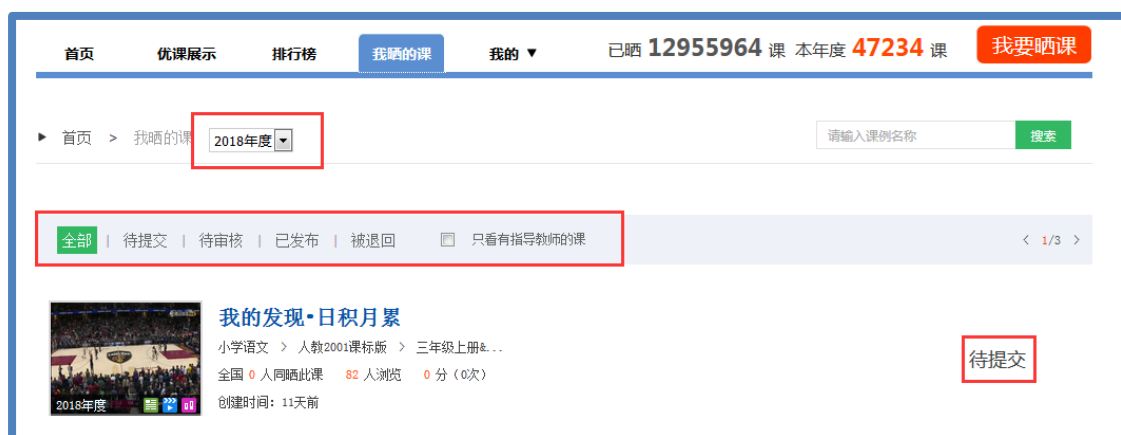 首页 优课展示 排行榜 我晒的课 我的 ▼ 已晒 12955964 课 本年度 47234 课 我要晒课
首页 > 我晒的课 2018年度 请输入课例名称 搜索
全部 | 待提交 | 待审核 | 已发布 | 被退回 只看有指导教师的课 < 1/3 >
我的发现•日积月累
小学语文 > 人教2001课标版 > 三年级上册&...
全国 0 人同晒此课 82 人浏览 0 分 (0次)
待提交
2018年度 创建时间: 11天前